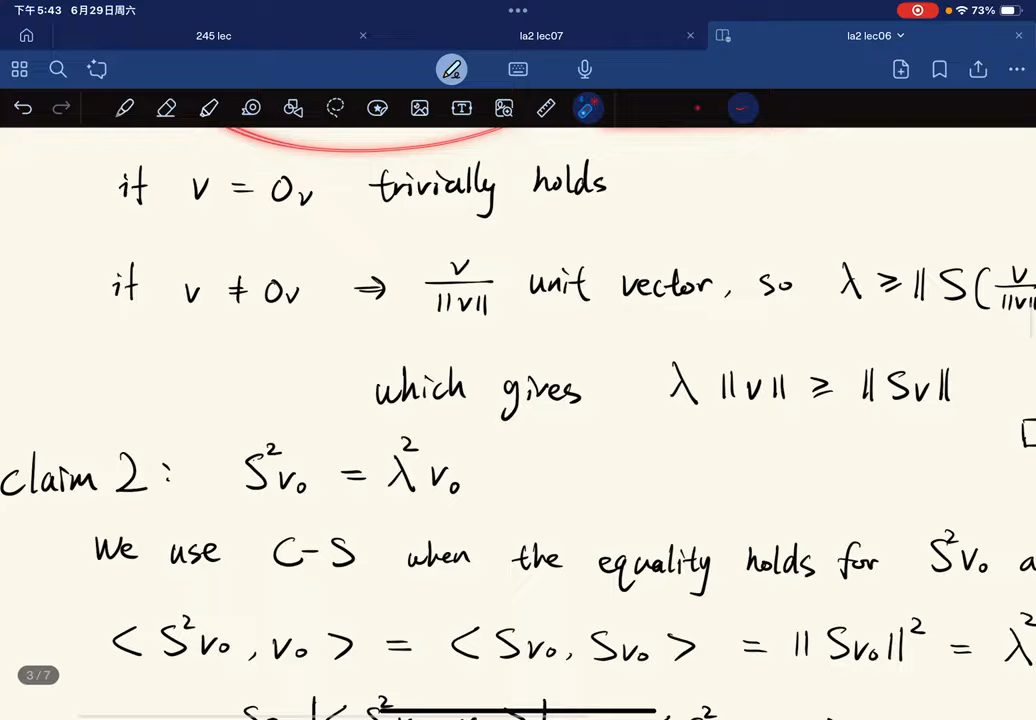 下午5:43 6月29日周六
73%
245 lec
la2 lec07
la2 lec06
if v = 0v trivially holds
if v ≠ 0v ⇒ v/||v|| unit vector, so λ ≥ || S( v/||v||
which gives λ ||v|| ≥ || Sv ||
claim 2: S²v₀ = λ²v₀
We use C-S when the equality holds for S²v₀
< S²v₀, v₀ > = < Sv₀, Sv₀ > = || Sv₀ ||² = λ²
3/7